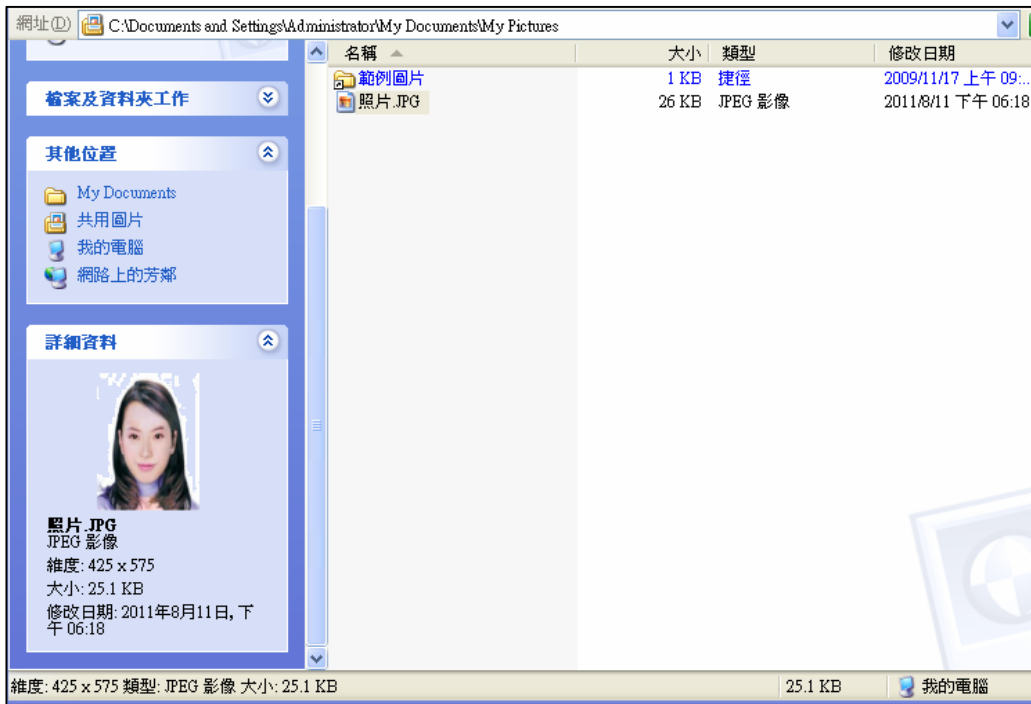 網址(D) C:\Documents and Settings\Administrator\My Documents\My Pictures
檔案及資料夾工作
其他位置
My Documents
共用圖片
我的電腦
網路上的芳鄰
詳細資料
照片.JPG
JPEG 影像
維度: 425 x 575
大小: 25.1 KB
修改日期: 2011年8月11日, 下
午 06:18
名稱 大小 類型 修改日期
範例圖片 1 KB 捷徑 2009/11/17 上午 09:...
照片.JPG 26 KB JPEG 影像 2011/8/11 下午 06:18
維度: 425 x 575 類型: JPEG 影像 大小: 25.1 KB 25.1 KB 我的電腦